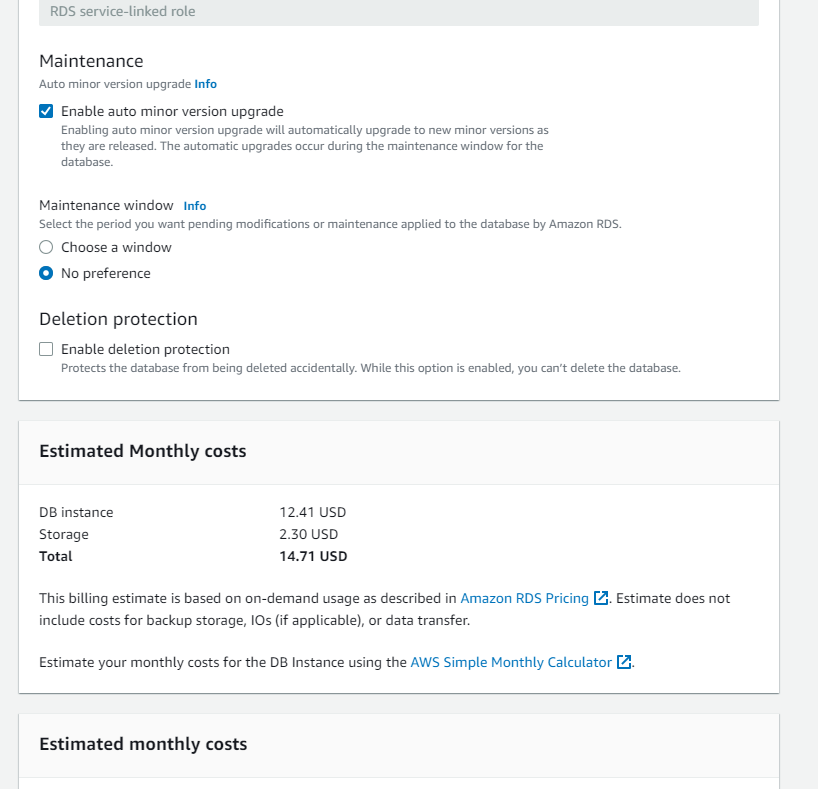 RDS service-linked role
Maintenance
Auto minor version upgrade Info
Enable auto minor version upgrade
Enabling auto minor version upgrade will automatically upgrade to new minor versions as
they are released. The automatic upgrades occur during the maintenance window for the
database.
Maintenance window Info
Select the period you want pending modifications or maintenance applied to the database by Amazon RDS.
Choose a window
No preference
Deletion protection
Enable deletion protection
Protects the database from being deleted accidentally. While this option is enabled, you can't delete the database.
Estimated Monthly costs
DB instance 12.41 USD
Storage 2.30 USD
Total 14.71 USD
This billing estimate is based on on-demand usage as described in Amazon RDS Pricing. Estimate does not
include costs for backup storage, IOs (if applicable), or data transfer.
Estimate your monthly costs for the DB Instance using the AWS Simple Monthly Calculator.
Estimated monthly costs